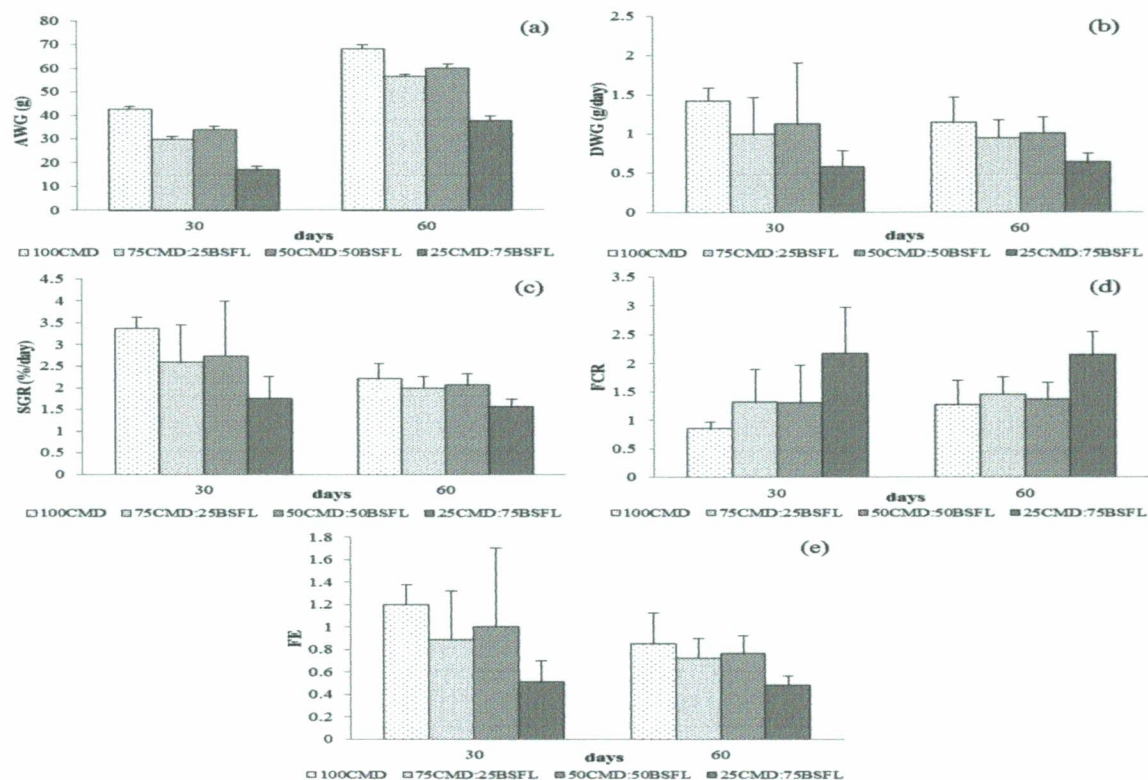 (a)
AWG (g)
80
70
60
50
40
30
20
10
0
30 60
days
100CMD 75CMD:25BSFL 50CMD:50BSFL 25CMD:75BSFL
(b)
DWG (g/day)
2.5
2
1.5
1
0.5
0
30 60
days
100CMD 75CMD:25BSFL 50CMD:50BSFL 25CMD:75BSFL
(c)
SGR (%/day)
4.5
4
3.5
3
2.5
2
1.5
1
0.5
0
30 60
days
100CMD 75CMD:25BSFL 50CMD:50BSFL 25CMD:75BSFL
(d)
FCR
3.5
3
2.5
2
1.5
1
0.5
0
30 60
days
100CMD 75CMD:25BSFL 50CMD:50BSFL 25CMD:75BSFL
(e)
FE
1.8
1.6
1.4
1.2
1
0.8
0.6
0.4
0.2
0
30 60
days
100CMD 75CMD:25BSFL 50CMD:50BSFL 25CMD:75BSFL